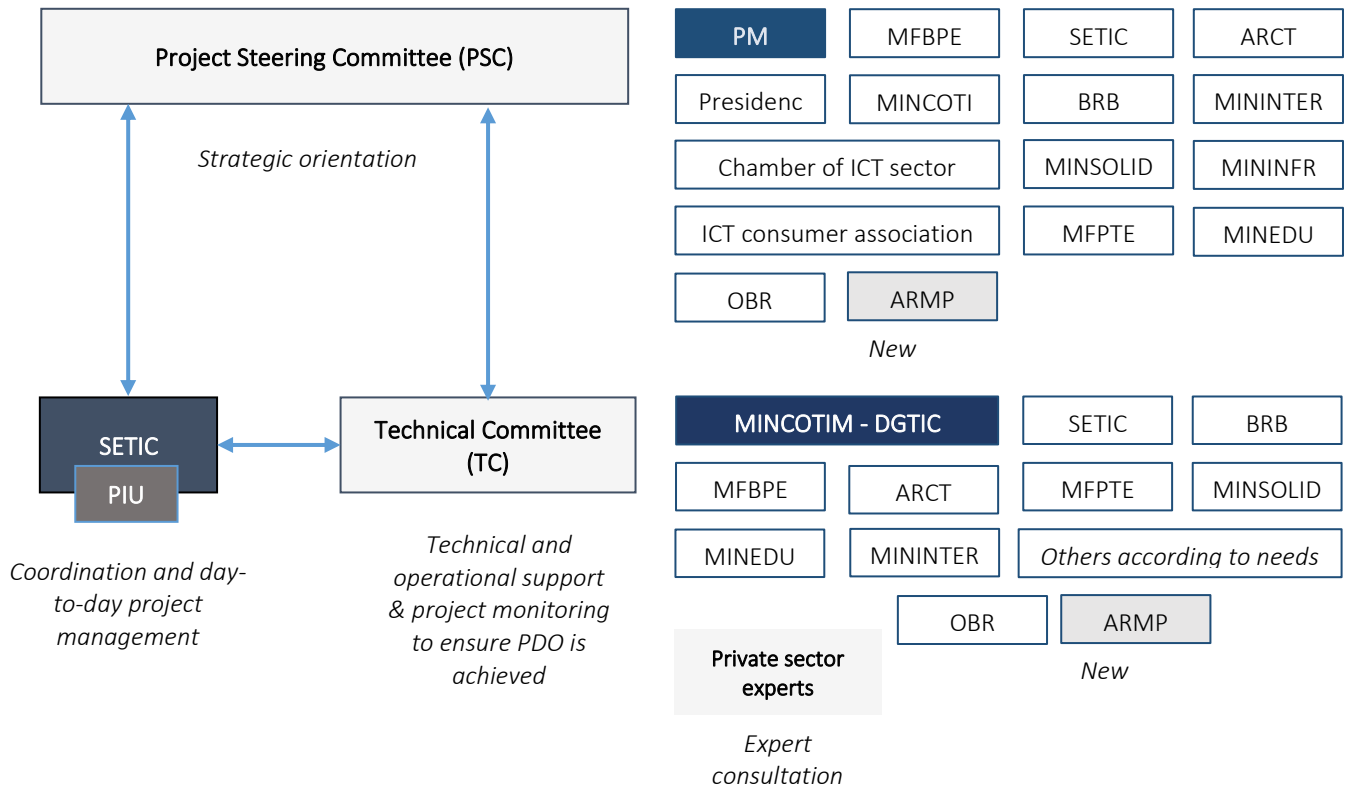 Project Steering Committee (PSC)
Strategic orientation
SETIC
PIU
Coordination and day-
to-day project
management
Technical Committee
(TC)
Technical and
operational support
& project monitoring
to ensure PDO is
achieved
PM
MFBPE
SETIC
ARCT
Presidenc
MINCOTI
BRB
MININTER
Chamber of ICT sector
MINSOLID
MININFR
ICT consumer association
MFPTE
MINEDU
OBR
ARMP
New
MINCOTIM - DGTIC
SETIC
BRB
MFBPE
ARCT
MFPTE
MINSOLID
MINEDU
MININTER
Others according to needs
OBR
ARMP
New
Private sector
experts
Expert
consultation